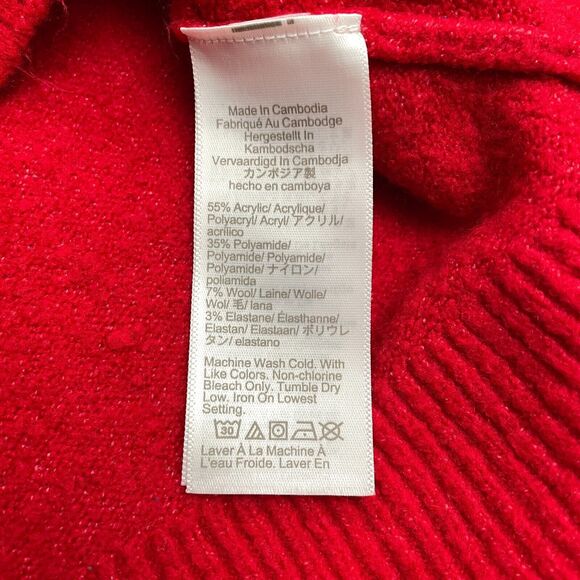 Made In Cambodia
Fabriqué Au Cambodge
Hergestellt In
Kambodscha
Vervaardigd In Cambodja
カンボジア製
hecho en camboya
55% Acrylic/ Acrylique/
Polyacryl/ Acryl/ アクリル/
acrílico
35% Polyamide/
Polyamide/ Polyamide/
Polyamide/ ナイロン/
poliamida
7% Wool/ Laine/ Wolle/
Wol/ 毛/ lana
3% Elastane/ Élasthanne/
Elastan/ Elastaan/ ポリウレ
タン/ elastano
Machine Wash Cold. With
Like Colors. Non-chlorine
Bleach Only. Tumble Dry
Low. Iron On Lowest
Setting.
30
Laver À La Machine À
L'eau Froide. Laver En